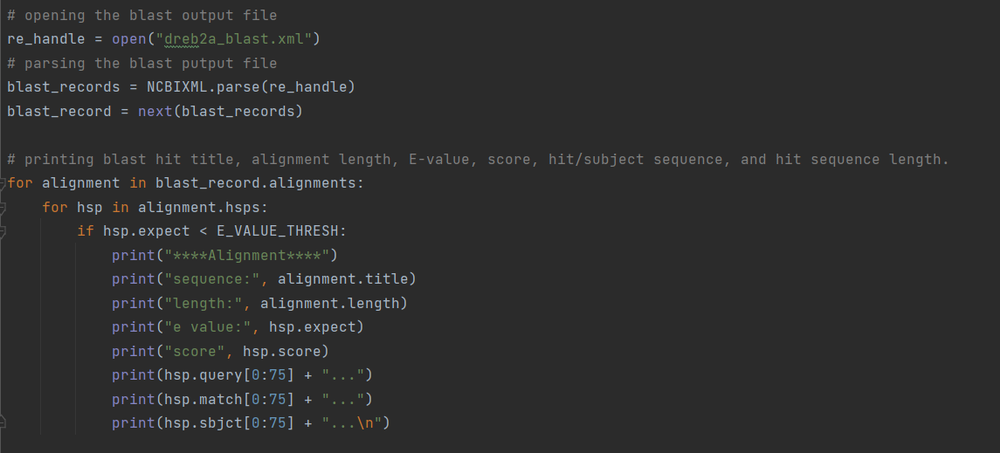 # opening the blast output file
re_handle = open("dreb2a_blast.xml")
# parsing the blast putput file
blast_records = NCBIXML.parse(re_handle)
blast_record = next(blast_records)

# printing blast hit title, alignment length, E-value, score, hit/subject sequence, and hit sequence length.
for alignment in blast_record.alignments:
    for hsp in alignment.hsps:
        if hsp.expect < E_VALUE_THRESH:
            print("****Alignment****")
            print("sequence:", alignment.title)
            print("length:", alignment.length)
            print("e value:", hsp.expect)
            print("score", hsp.score)
            print(hsp.query[0:75] + "...")
            print(hsp.match[0:75] + "...")
            print(hsp.sbjct[0:75] + "...\n")